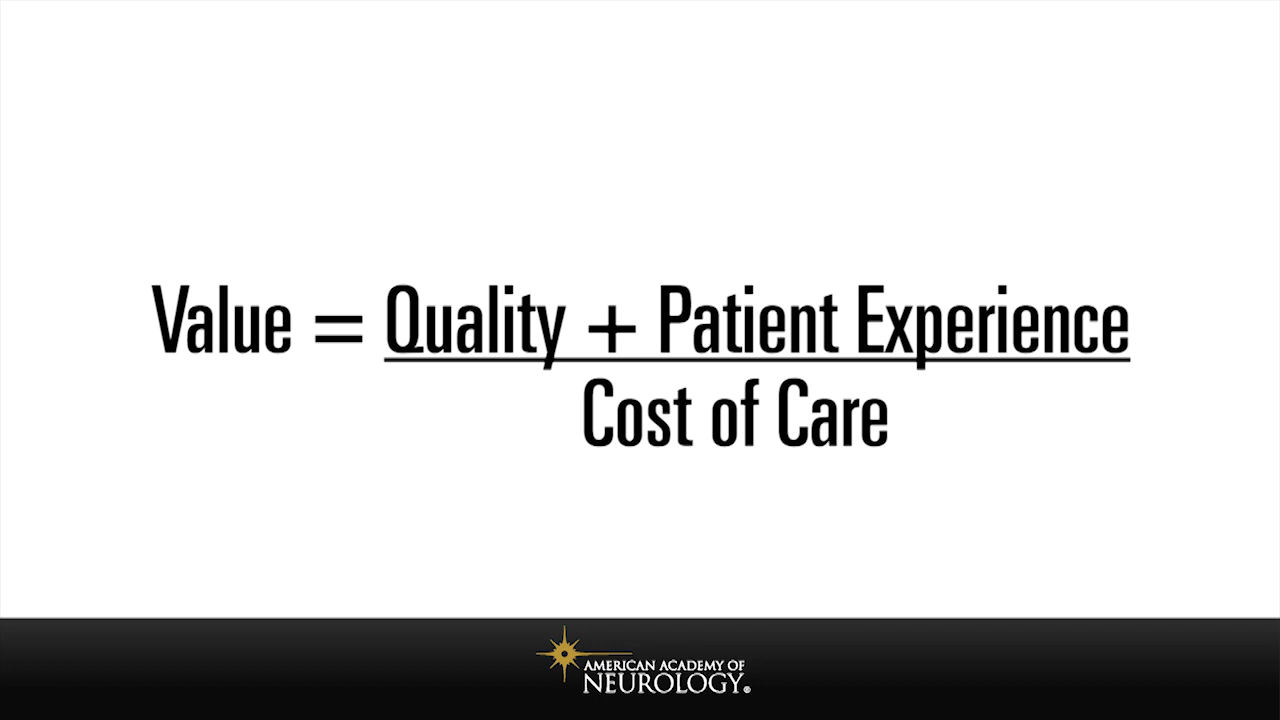 Value = Quality + Patient Experience
Cost of Care
AMERICAN ACADEMY OF
NEUROLOGY®